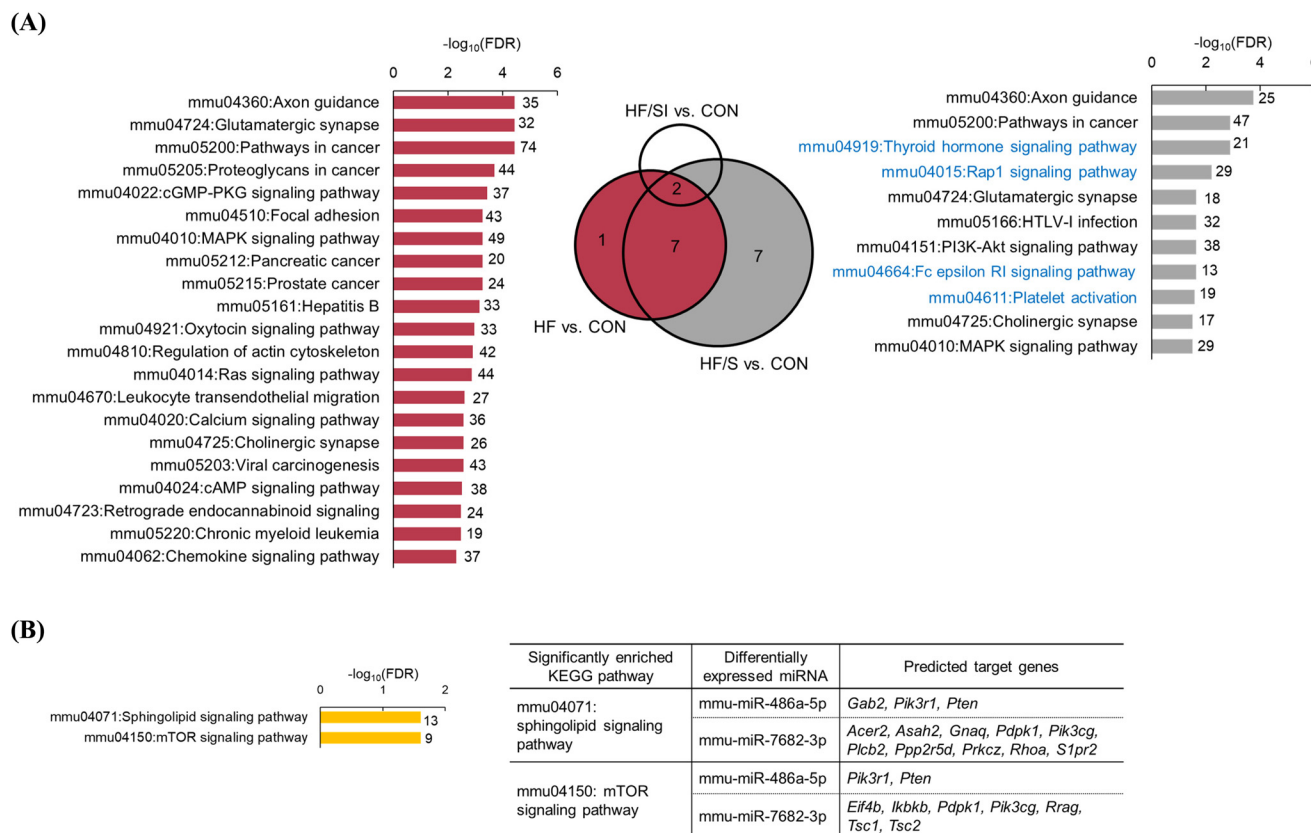 (A)
-log10(FDR)
0 2 4 6
mmu04360:Axon guidance 35
mmu04724:Glutamatergic synapse 32
mmu05200:Pathways in cancer 74
mmu05205:Proteoglycans in cancer 44
mmu04022:cGMP-PKG signaling pathway 37
mmu04510:Focal adhesion 43
mmu04010:MAPK signaling pathway 49
mmu05212:Pancreatic cancer 20
mmu05215:Prostate cancer 24
mmu05161:Hepatitis B 33
mmu04921:Oxytocin signaling pathway 33
mmu04810:Regulation of actin cytoskeleton 42
mmu04014:Ras signaling pathway 44
mmu04670:Leukocyte transendothelial migration 27
mmu04020:Calcium signaling pathway 36
mmu04725:Cholinergic synapse 26
mmu05203:Viral carcinogenesis 43
mmu04024:cAMP signaling pathway 38
mmu04723:Retrograde endocannabinoid signaling 24
mmu05220:Chronic myeloid leukemia 19
mmu04062:Chemokine signaling pathway 37
HF/SI vs. CON
2
1 7 7
HF vs. CON
HF/S vs. CON
-log10(FDR)
0 2 4 6
mmu04360:Axon guidance 25
mmu05200:Pathways in cancer 47
mmu04919:Thyroid hormone signaling pathway 21
mmu04015:Rap1 signaling pathway 29
mmu04724:Glutamatergic synapse 18
mmu05166:HTLV-I infection 32
mmu04151:PI3K-Akt signaling pathway 38
mmu04664:Fc epsilon RI signaling pathway 13
mmu04611:Platelet activation 19
mmu04725:Cholinergic synapse 17
mmu04010:MAPK signaling pathway 29
(B)
-log10(FDR)
0 1 2
mmu04071:Sphingolipid signaling pathway 13
mmu04150:mTOR signaling pathway 9
Significantly enriched
KEGG pathway
Differentially
expressed miRNA
Predicted target genes
mmu04071:
sphingolipid signaling
pathway
mmu-miR-486a-5p
Gab2, Pik3r1, Pten
mmu-miR-7682-3p
Acer2, Asah2, Gnaq, Pdpk1, Pik3cg,
Plcb2, Ppp2r5d, Prkcz, Rhoa, S1pr2
mmu04150: mTOR
signaling pathway
mmu-miR-486a-5p
Pik3r1, Pten
mmu-miR-7682-3p
Eif4b, Ikbkb, Pdpk1, Pik3cg, Rrag,
Tsc1, Tsc2